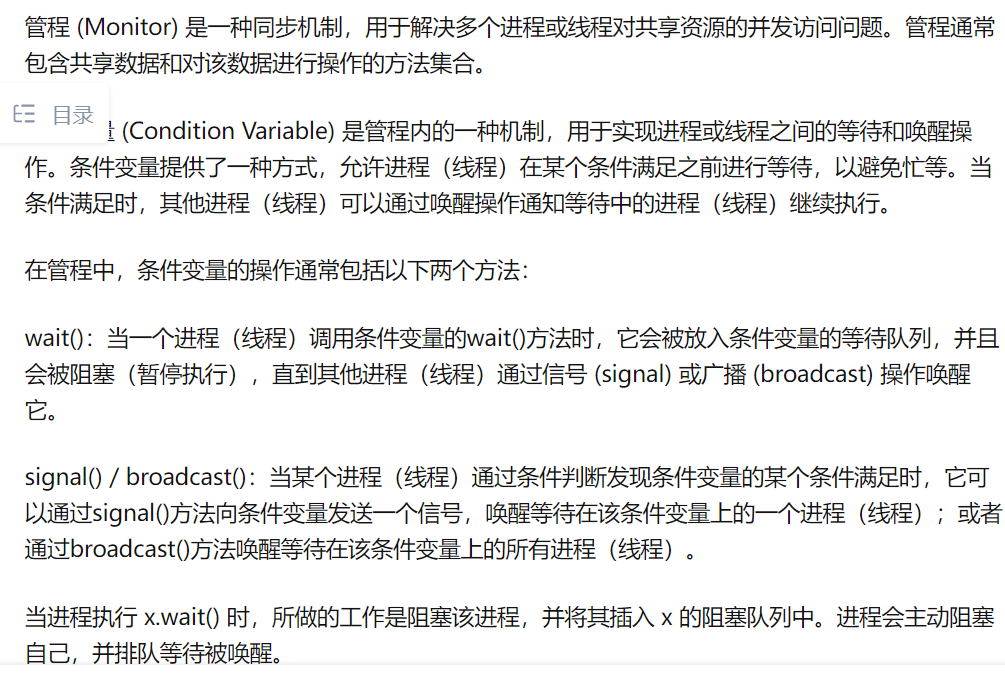 管程 (Monitor) 是一种同步机制，用于解决多个进程或线程对共享资源的并发访问问题。管程通常
包含共享数据和对该数据进行操作的方法集合。
目录
量 (Condition Variable) 是管程内的一种机制，用于实现进程或线程之间的等待和唤醒操
作。条件变量提供了一种方式，允许进程（线程）在某个条件满足之前进行等待，以避免忙等。当
条件满足时，其他进程（线程）可以通过唤醒操作通知等待中的进程（线程）继续执行。
在管程中，条件变量的操作通常包括以下两个方法：
wait()：当一个进程（线程）调用条件变量的wait()方法时，它会被放入条件变量的等待队列，并且
会被阻塞（暂停执行），直到其他进程（线程）通过信号 (signal) 或广播 (broadcast) 操作唤醒
它。
signal() / broadcast()：当某个进程（线程）通过条件判断发现条件变量的某个条件满足时，它可
以通过signal()方法向条件变量发送一个信号，唤醒等待在该条件变量上的一个进程（线程）；或者
通过broadcast()方法唤醒等待在该条件变量上的所有进程（线程）。
当进程执行 x.wait() 时，所做的工作是阻塞该进程，并将其插入 x 的阻塞队列中。进程会主动阻塞
自己，并排队等待被唤醒。